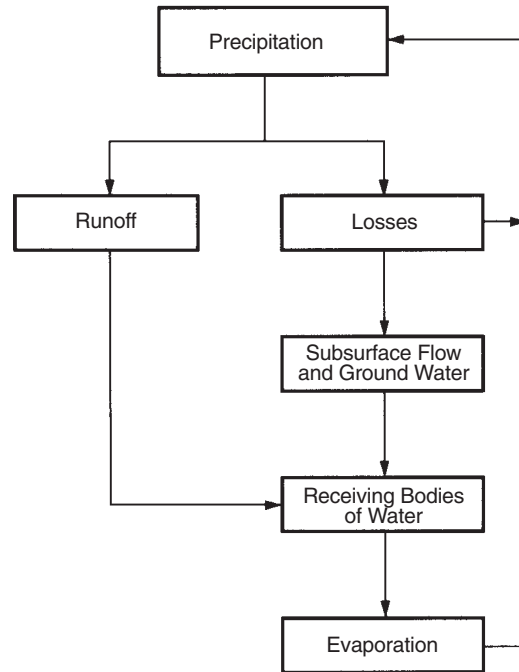 Precipitation
Runoff
Losses
Subsurface Flow
and Ground Water
Receiving Bodies
of Water
Evaporation